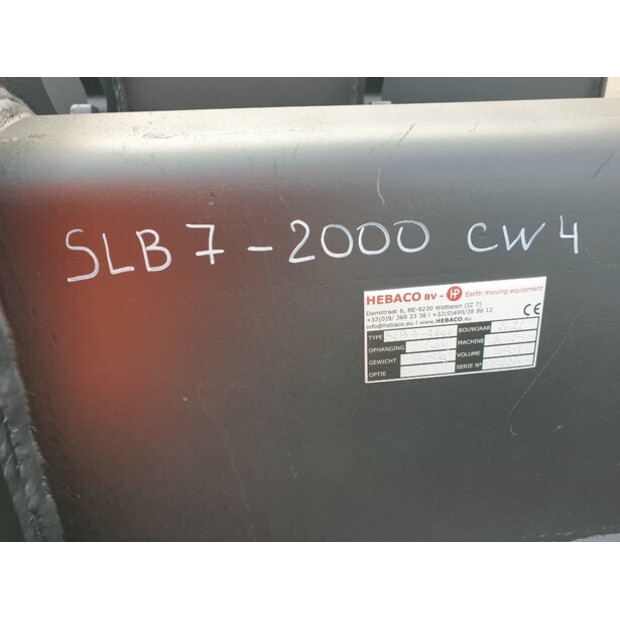 SLB7-2000 CW4
HEBACO BV - HP Earth moving equipment
Damstraat 6, BE-9230 Wetteren (IZ 7)
+32(0)9/ 366 23 36 I +32(0)499/38 86 12
info@hebaco.eu I www.HEBACO.eu
CE
TYPE BOUWJAAR
OPHANGING MACHINE
GEWICHT VOLUME
OPTIE SERIE N°